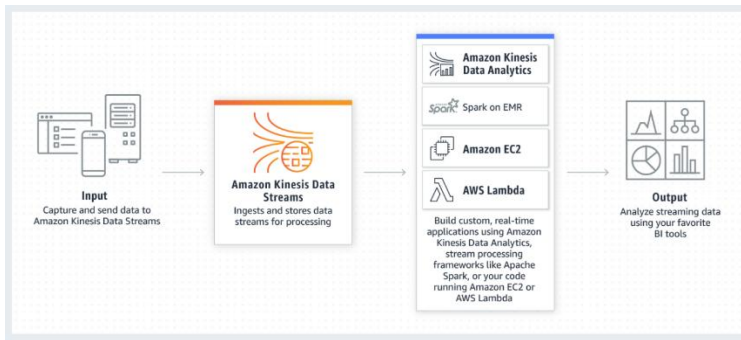 Input
Capture and send data to
Amazon Kinesis Data Streams
Amazon Kinesis Data
Streams
Ingests and stores data
streams for processing
Amazon Kinesis
Data Analytics
Spark Spark on EMR
Amazon EC2
AWS Lambda
Build custom, real-time
applications using Amazon
Kinesis Data Analytics,
stream processing
frameworks like Apache
Spark, or your code
running Amazon EC2 or
AWS Lambda
Output
Analyze streaming data
using your favorite
BI tools